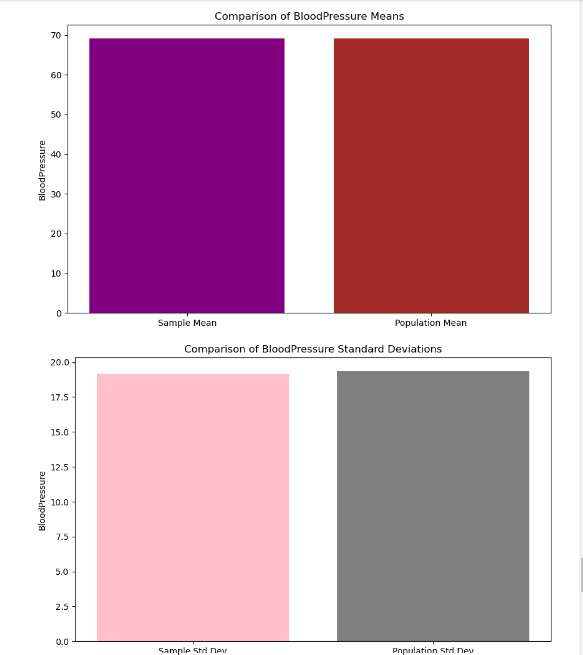 Comparison of BloodPressure Means
70
60
50
40
30
20
10
0
BloodPressure
Sample Mean
Population Mean
Comparison of BloodPressure Standard Deviations
20.0
17.5
15.0
12.5
10.0
7.5
5.0
2.5
0.0
BloodPressure
Sample Std Dev
Population Std Dev